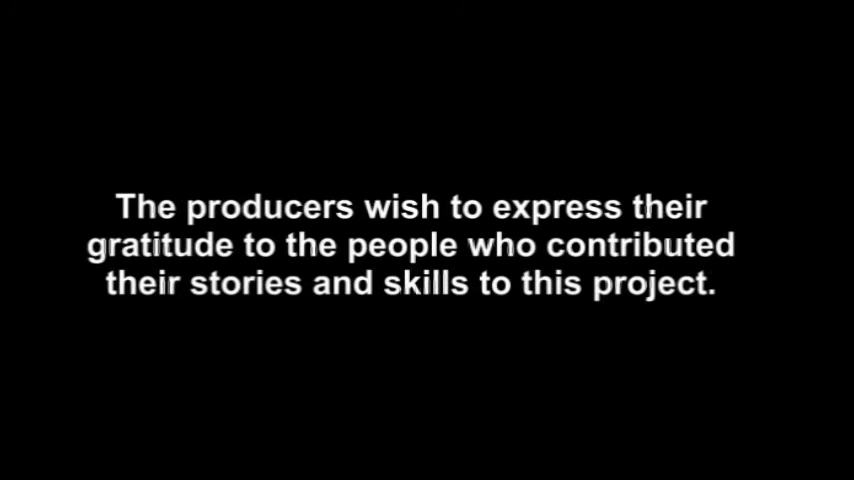 The producers wish to express their
gratitude to the people who contributed
their stories and skills to this project.